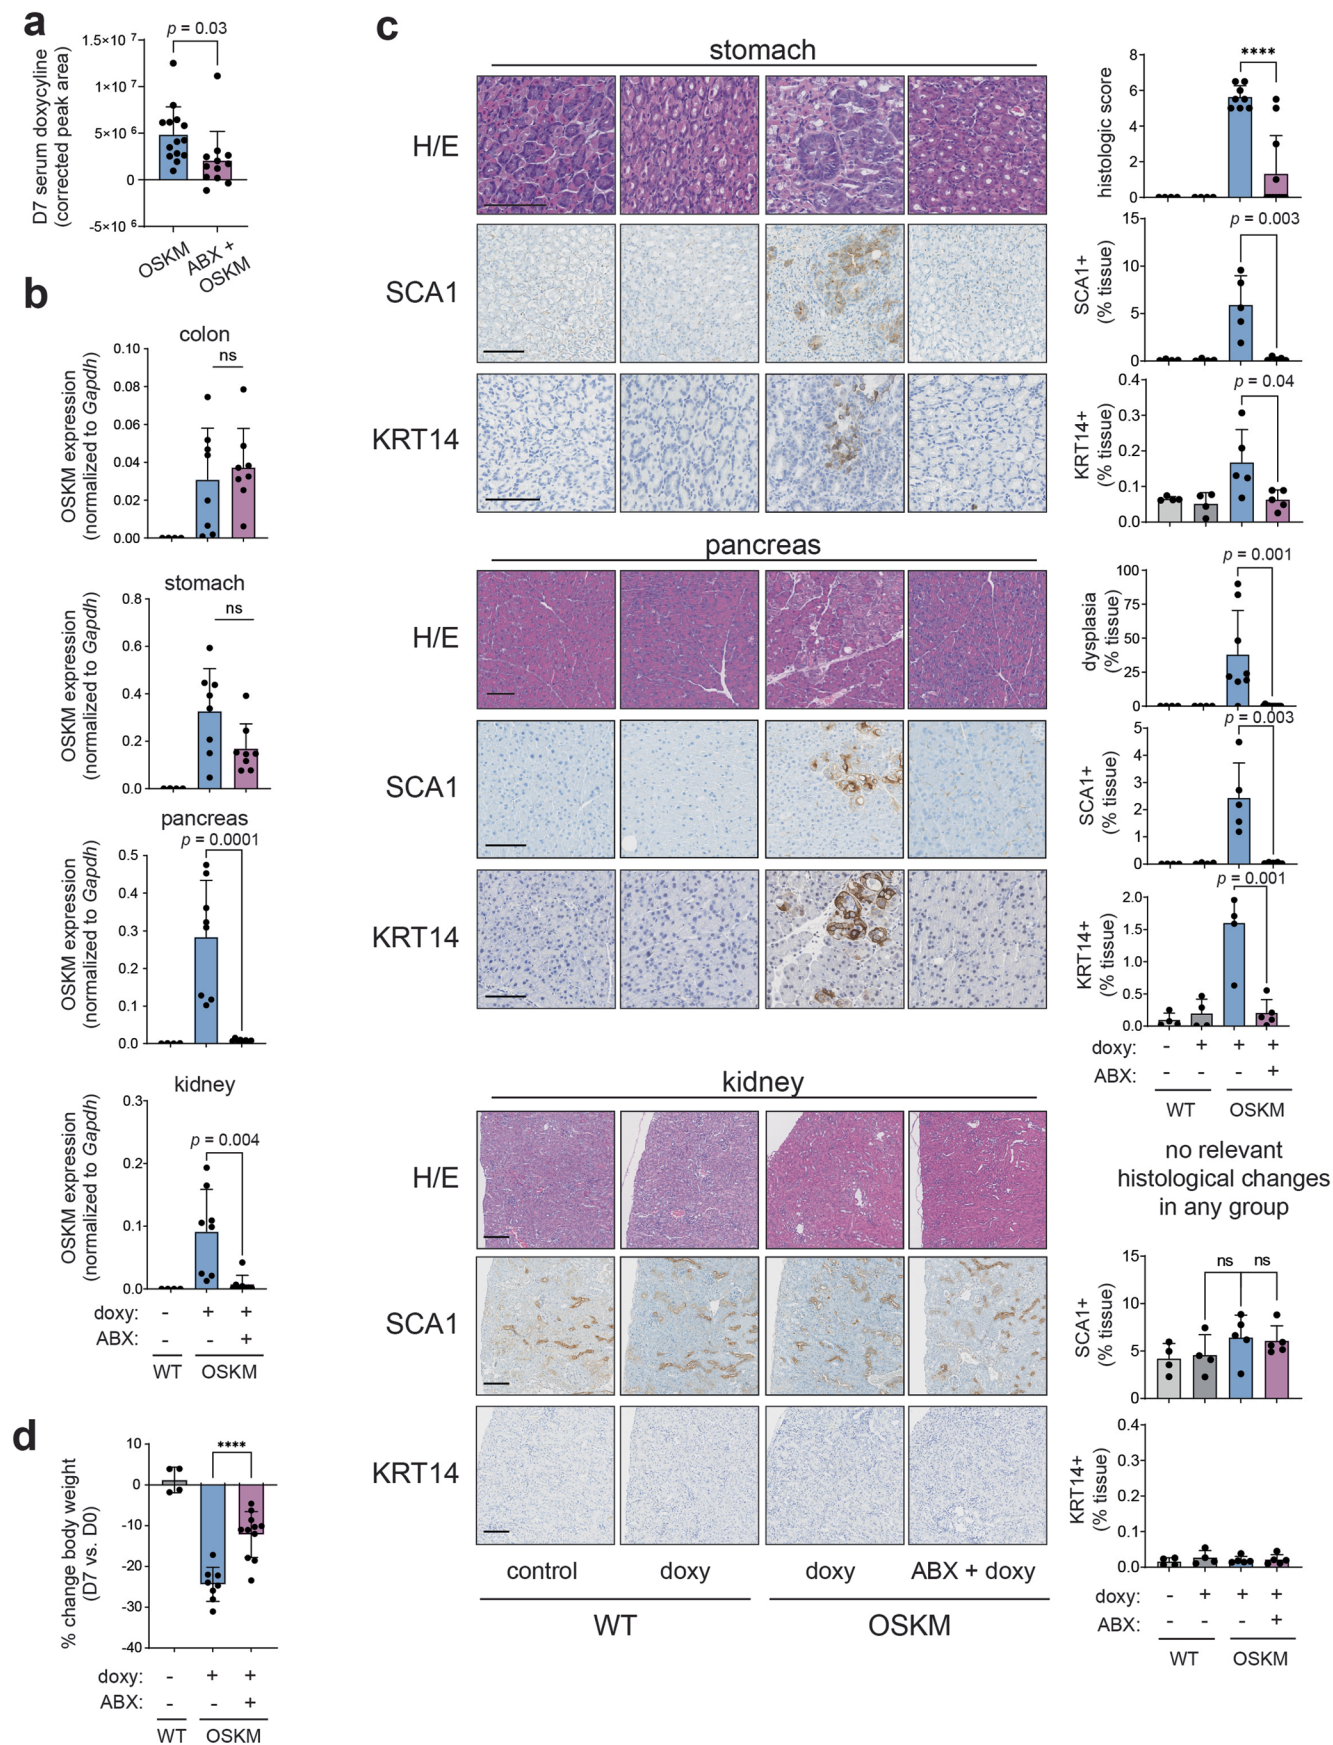 a
p = 0.03
D7 serum doxycyline
(corrected peak area)
1.5×10 7
1×10 7
5×10 6
0
-5×10 6
OSKM
ABX +
OSKM
b
colon
ns
OSKM expression
(normalized to Gapdh)
0.10
0.08
0.06
0.04
0.02
0.00
stomach
ns
OSKM expression
(normalized to Gapdh)
0.8
0.6
0.4
0.2
0.0
pancreas
p = 0.0001
OSKM expression
(normalized to Gapdh)
0.5
0.4
0.3
0.2
0.1
0.0
kidney
p = 0.004
OSKM expression
(normalized to Gapdh)
0.3
0.2
0.1
0.0
doxy: - + +
ABX: - - +
WT OSKM
d
% change body weight
(D7 vs. D0)
10
0
-10
-20
-30
-40
****
doxy: - + +
ABX: - - +
WT OSKM
c
stomach
H/E
SCA1
KRT14
pancreas
H/E
SCA1
KRT14
kidney
H/E
SCA1
KRT14
control doxy doxy ABX + doxy
WT OSKM
histologic score
8
6
4
2
0
****
SCA1+
(% tissue)
15
10
5
0
p = 0.003
KRT14+
(% tissue)
0.4
0.3
0.2
0.1
0.0
p = 0.04
dysplasia
(% tissue)
100
75
50
25
0
p = 0.001
SCA1+
(% tissue)
5
4
3
2
1
0
p = 0.003
KRT14+
(% tissue)
2.0
1.5
1.0
0.5
0.0
p = 0.001
doxy: - + + +
ABX: - - - +
WT OSKM
no relevant
histological changes
in any group
SCA1+
(% tissue)
15
10
5
0
ns ns
KRT14+
(% tissue)
0.4
0.3
0.2
0.1
0.0
doxy: - + + +
ABX: - - - +
WT OSKM